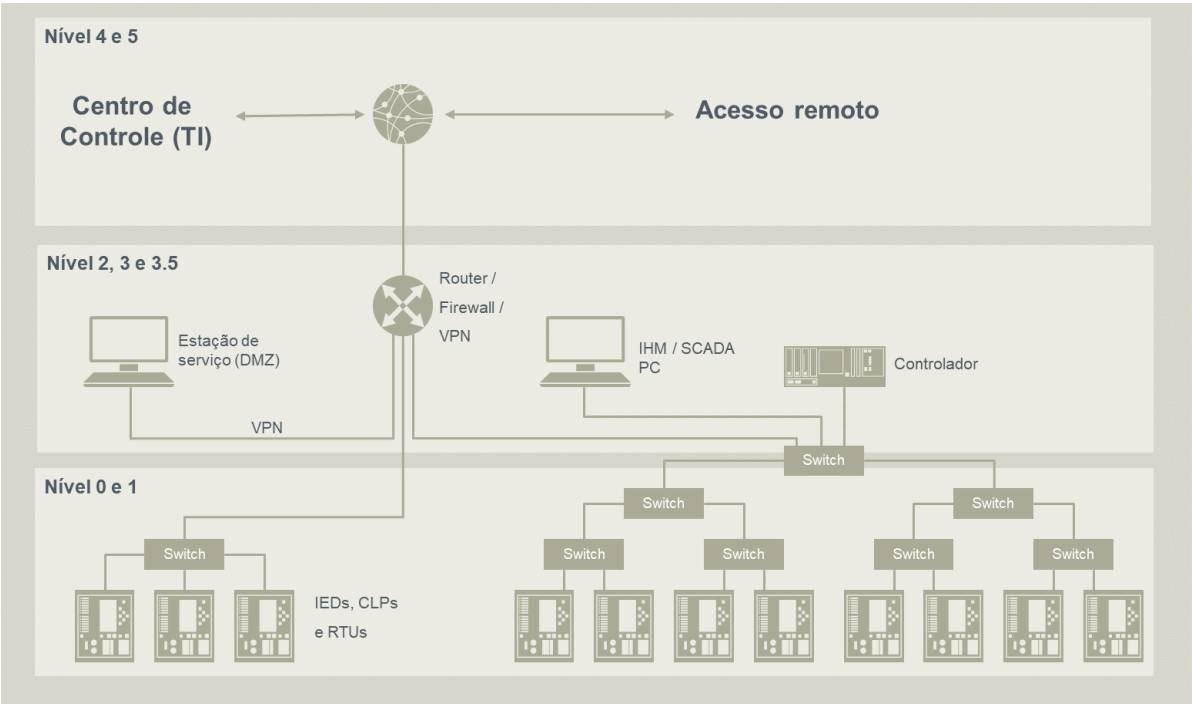 Nível 4 e 5
Centro de
Controle (TI)
Acesso remoto
Nível 2, 3 e 3.5
Router /
Firewall /
VPN
Estação de
serviço (DMZ)
VPN
IHM / SCADA
PC
Controlador
Switch
Nível 0 e 1
Switch
Switch
Switch
Switch
Switch
Switch
Switch
IEDs, CLPs
e RTUs